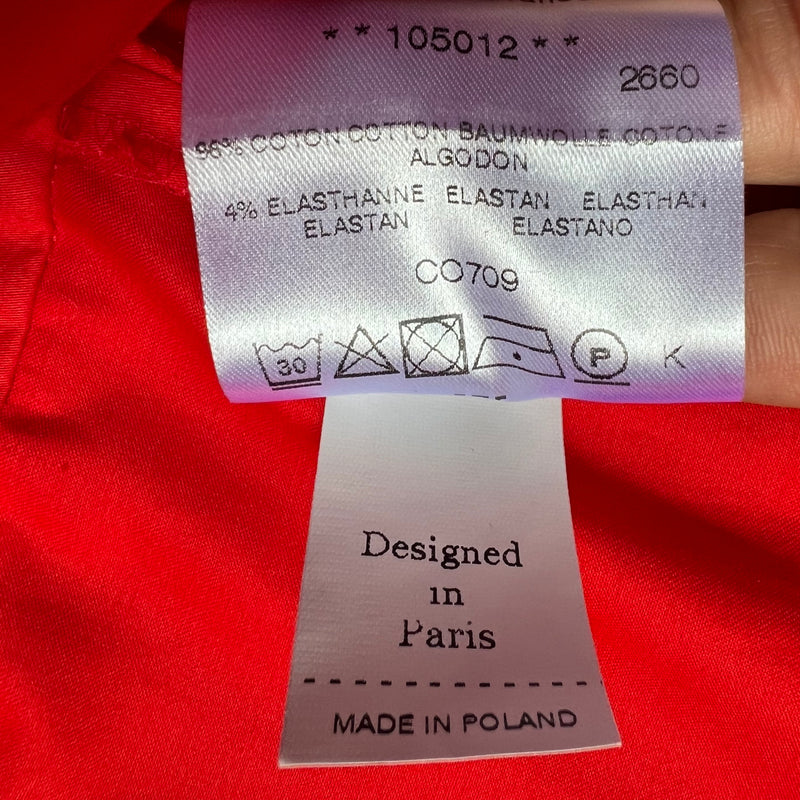 **105012**
2660
96% COTON COTTON BAUMWOLLE COTONE
ALGODON
4% ELASTHANNE ELASTAN ELASTHAN
ELASTAN ELASTANO
CO709
30 P K
Designed
in
Paris
MADE IN POLAND